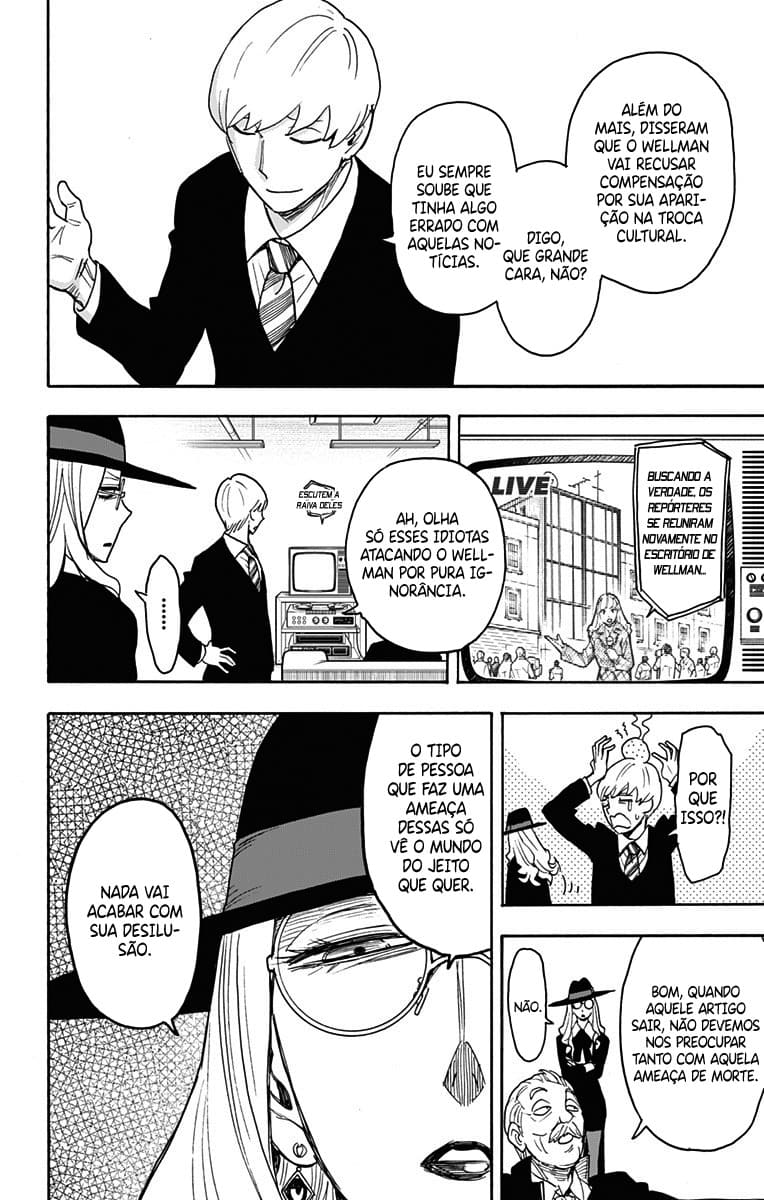 ALÉM DO
MAIS, DISSERAM
QUE O WELLMAN
VAI RECUSAR
COMPENSAÇÃO
POR SUA APARI-
ÇÃO NA TROCA
CULTURAL.
DIGO,
QUE GRANDE
CARA, NÃO?
EU SEMPRE
SOUBE QUE
TINHA ALGO
ERRADO COM
AQUELAS NO-
TÍCIAS.
LIVE
BUSCANDO A
VERDADE, OS
REPÓRTERES
SE REUNIRAM
NOVAMENTE NO
ESCRITÓRIO DE
WELLMAN...
ESCUTEM A
RAIVA DELES
AH, OLHA
SÓ ESSES IDIOTAS
ATACANDO O WELL-
MAN POR PURA IG-
NORÂNCIA.
........
POR
QUE
ISSO?!
BOM, QUANDO
AQUELE ARTIGO
SAIR, NÃO DEVEMOS
NOS PREOCUPAR
TANTO COM AQUELA
AMEAÇA DE MORTE.
NÃO.
O TIPO
DE PESSOA
QUE FAZ UMA
AMEAÇA
DESSAS SÓ
VÊ O MUNDO
DO JEITO
QUE QUER.
NADA VAI
ACABAR COM
SUA DESILU-
SÃO.